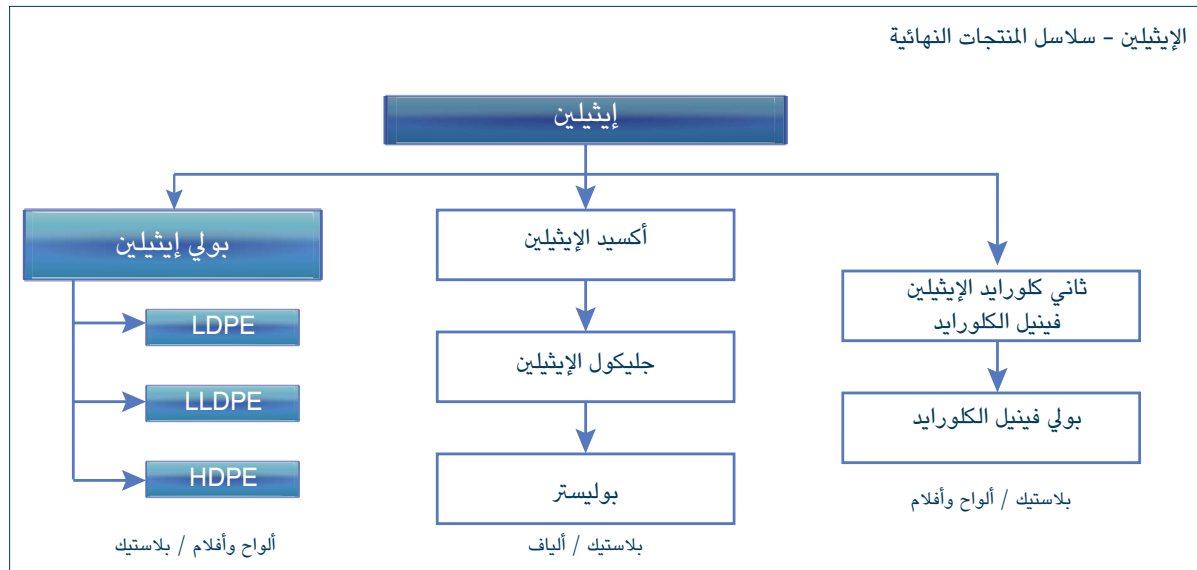 الإيثيلين – سلاسل المنتجات النهائية
إيثيلين
ثاني كلورايد الإيثيلين
فينيل الكلورايد
بولي فينيل الكلورايد
بلاستيك / ألواح وأفلام
أكسيد الإيثيلين
جليكول الإيثيلين
بوليستر
بلاستيك / ألياف
بولي إيثيلين
LDPE
LLDPE
HDPE
ألواح وأفلام / بلاستيك